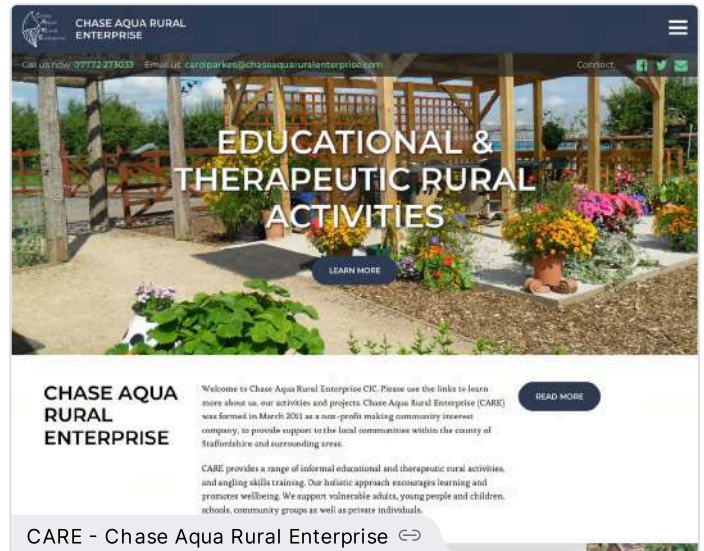 Chase
Aqua
Rural
Enterprise
CHASE AQUA RURAL
ENTERPRISE
Call us now 07772 273033 Email us carolparkes@chaseaquaruralenterprise.com Connect
EDUCATIONAL &
THERAPEUTIC RURAL
ACTIVITIES
LEARN MORE
CHASE AQUA
RURAL
ENTERPRISE
Welcome to Chase Aqua Rural Enterprise CIC. Please use the links to learn
more about us, our activities and projects. Chase Aqua Rural Enterprise (CARE)
was formed in March 2011 as a non-profit making community interest
company, to provide support to the local communities within the county of
Staffordshire and surrounding areas.
CARE provides a range of informal educational and therapeutic rural activities,
and angling skills training. Our holistic approach encourages learning and
promotes wellbeing. We support vulnerable adults, young people and children,
schools, community groups as well as private individuals.
READ MORE
CARE - Chase Aqua Rural Enterprise